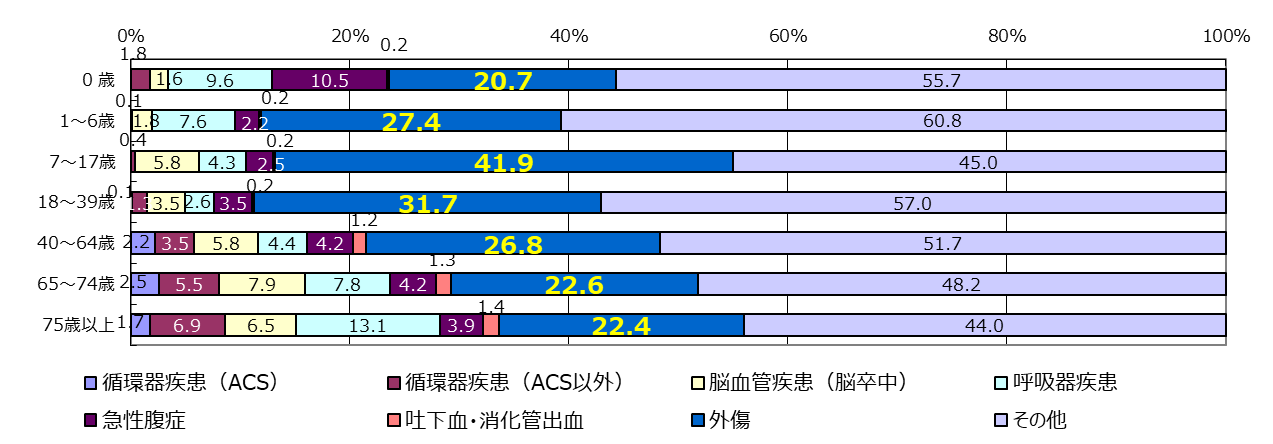 0% 20% 40% 60% 80% 100%
1.8 0.2
0歳 1.6 9.6 10.5 20.7 55.7
0.1 0.2
1～6歳 1.8 7.6 2.2 27.4 60.8
0.4 0.2
7～17歳 5.8 4.3 2.5 41.9 45.0
0.1 0.2
18～39歳 1.3 3.5 2.6 3.5 31.7 57.0
1.2
40～64歳 2.2 3.5 5.8 4.4 4.2 26.8 51.7
1.3
65～74歳 2.5 5.5 7.9 7.8 4.2 22.6 48.2
1.4
75歳以上 1.7 6.9 6.5 13.1 3.9 22.4 44.0
循環器疾患（ACS） 循環器疾患（ACS以外） 脳血管疾患（脳卒中） 呼吸器疾患
急性腹症 吐下血・消化管出血 外傷 その他